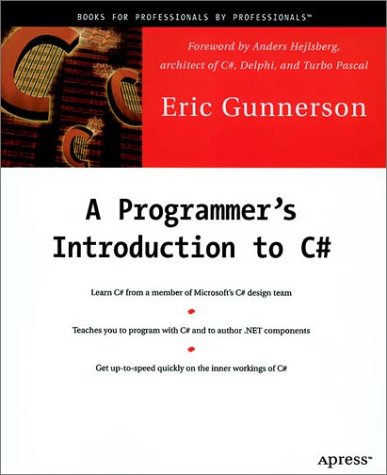 BOOKS FOR PROFESSIONALS BY PROFESSIONALS™
Foreword by Anders Hejlsberg,
architect of C#, Delphi, and Turbo Pascal
Eric Gunnerson
A Programmer's
Introduction to C#
Learn C# from a member of Microsoft's C# design team
Teaches you to program with C# and to author .NET components
Get up-to-speed quickly on the inner workings of C#
Apress™